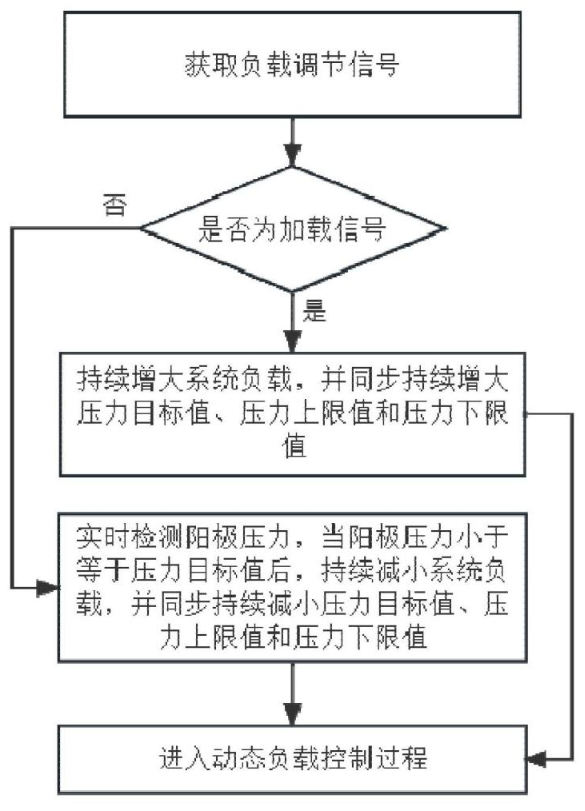 获取负载调节信号
否
是否为加载信号
是
持续增大系统负载，并同步持续增大
压力目标值、压力上限值和压力下限
值
实时检测阳极压力，当阳极压力小于
等于压力目标值后，持续减小系统负
载，并同步持续减小压力目标值、压
力上限值和压力下限值
进入动态负载控制过程